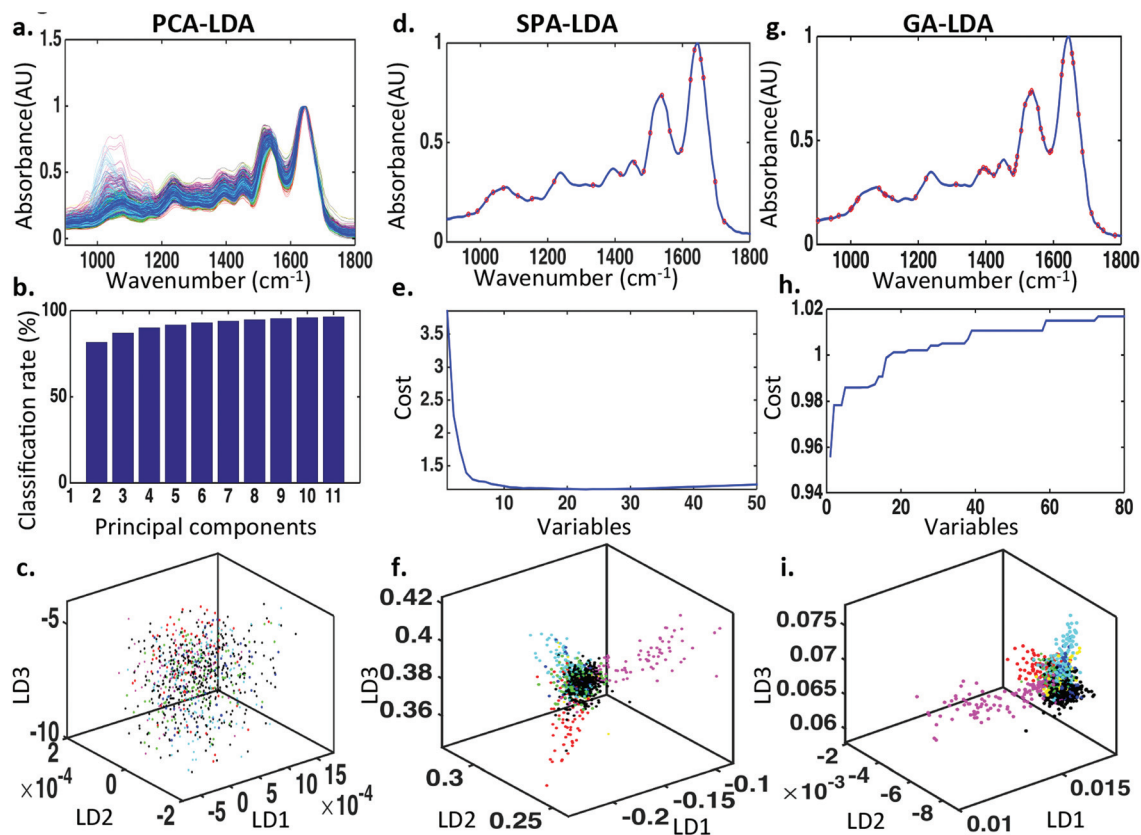 a. PCA-LDA
Absorbance(AU)
1.5
1
0.5
0
1000 1200 1400 1600 1800
Wavenumber (cm⁻¹)
d. SPA-LDA
Absorbance(AU)
1
0.5
0
1000 1200 1400 1600 1800
Wavenumber (cm⁻¹)
g. GA-LDA
Absorbance(AU)
1
0.5
0
1000 1200 1400 1600 1800
Wavenumber (cm⁻¹)
b.
Classification rate (%)
100
50
0
1 2 3 4 5 6 7 8 9 10 11
Principal components
e.
Cost
3.5
3
2.5
2
1.5
0 10 20 30 40 50
Variables
h.
Cost
1.02
1
0.98
0.96
0.94
0 20 40 60 80
Variables
c.
LD3
-5
-10
2
0
-2
×10⁻⁴
LD2
-5 0 5 10 15
×10⁻⁴
LD1
f.
LD3
0.42
0.4
0.38
0.36
0.3
0.25
LD2
-0.2
-0.15
-0.1
LD1
i.
LD3
0.075
0.07
0.065
0.06
-2
×10⁻³
-4
-6
-8
LD2
0.01
0.015
LD1